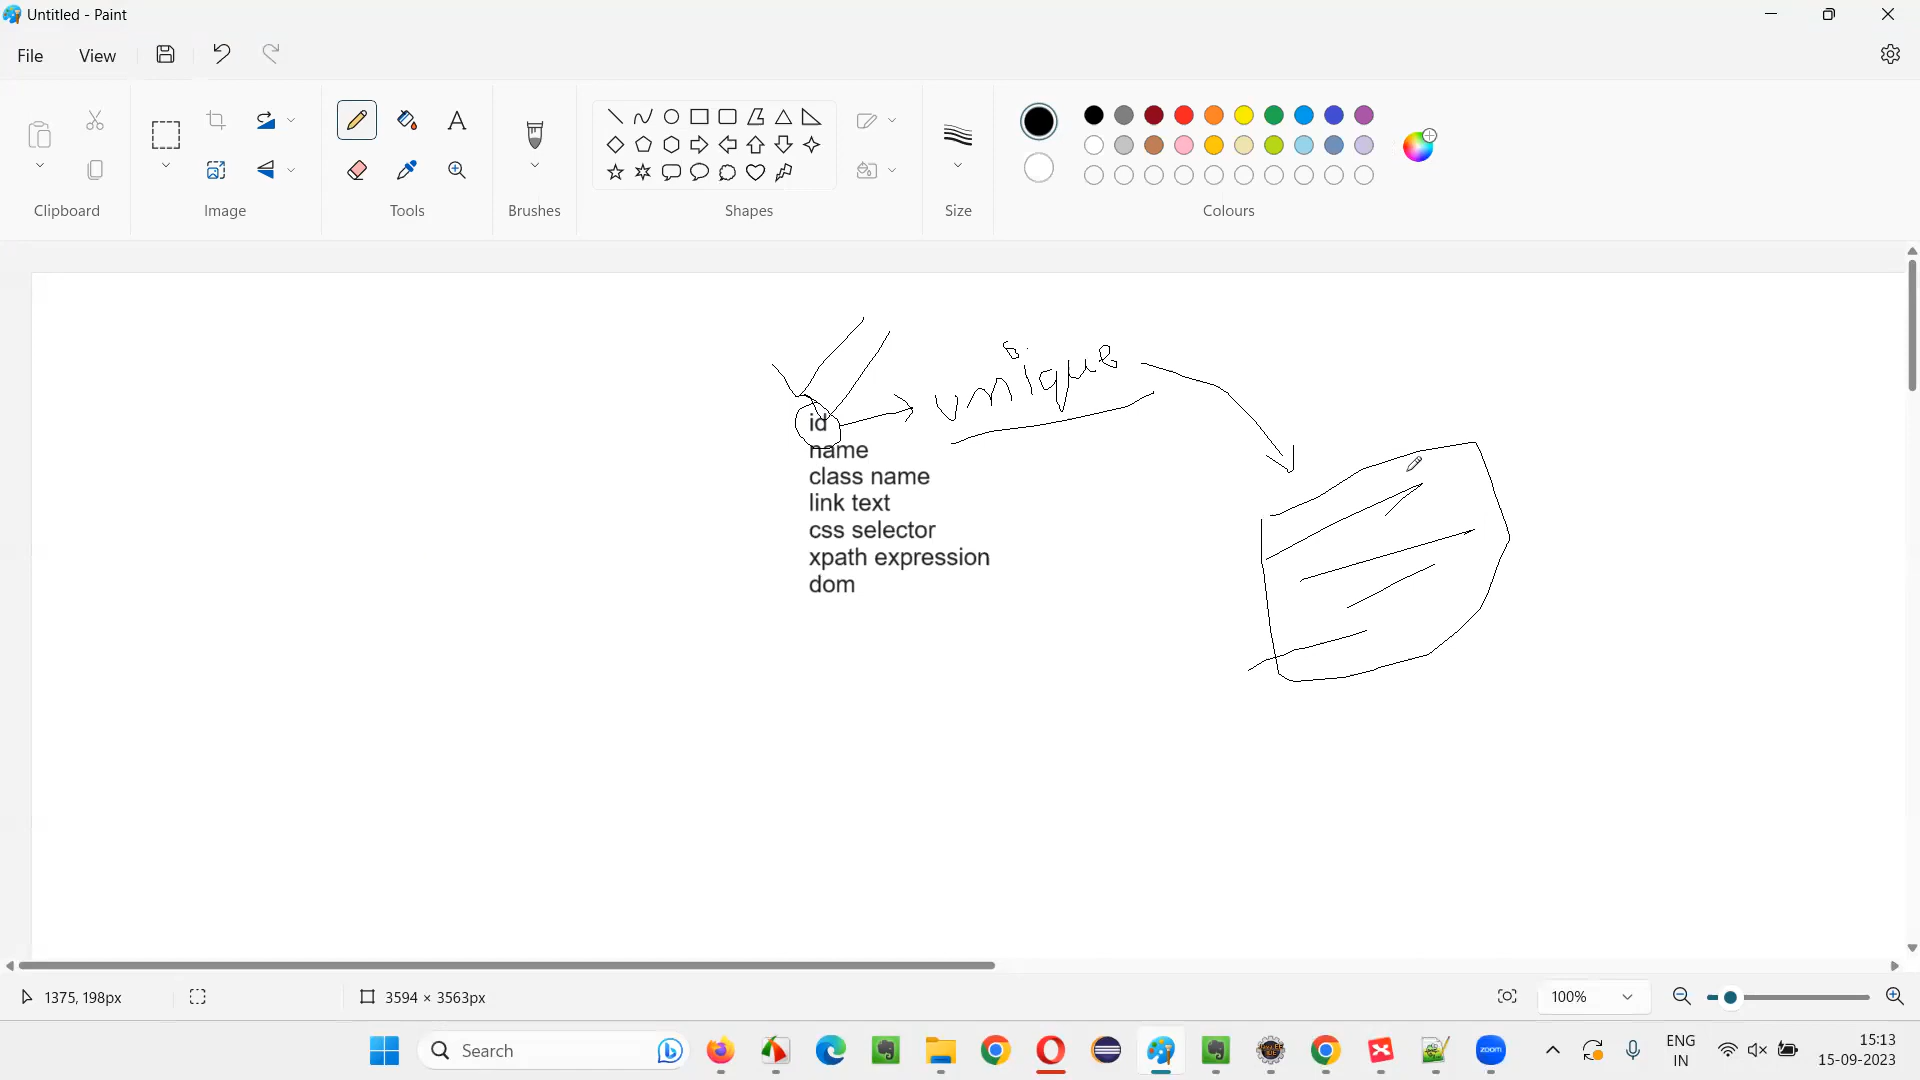 Untitled - Paint
File View
Clipboard Image Tools Brushes Shapes Size Colours
unique
id
name
class name
link text
css selector
xpath expression
dom
1375, 198px 3594 × 3563px 100%
Search zoom ENG IN 15:13
15-09-2023